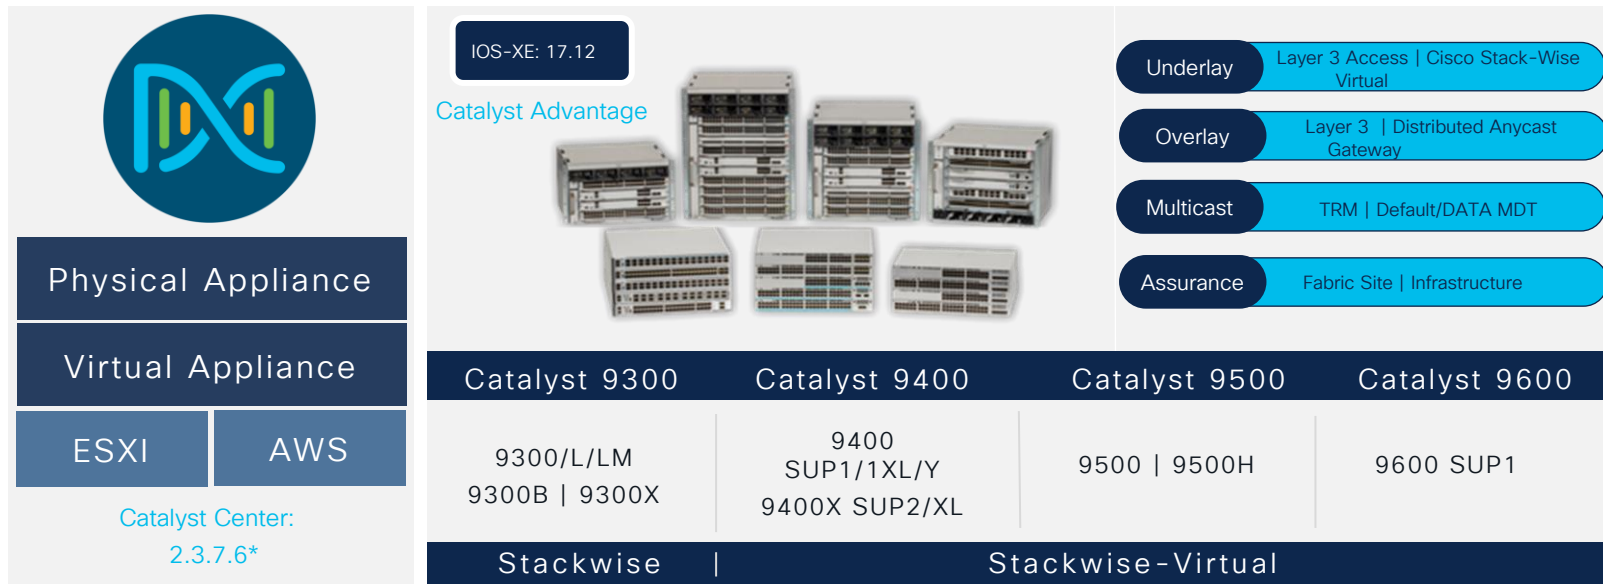 Physical Appliance
Virtual Appliance
ESXI
AWS
Catalyst Center:
2.3.7.6*
IOS-XE: 17.12
Catalyst Advantage
Underlay
Layer 3 Access | Cisco Stack-Wise
Virtual
Overlay
Layer 3 | Distributed Anycast
Gateway
Multicast
TRM | Default/DATA MDT
Assurance
Fabric Site | Infrastructure
Catalyst 9300
Catalyst 9400
Catalyst 9500
Catalyst 9600
9300/L/LM
9300B | 9300X
9400
SUP1/1XL/Y
9400X SUP2/XL
9500 | 9500H
9600 SUP1
Stackwise | Stackwise-Virtual